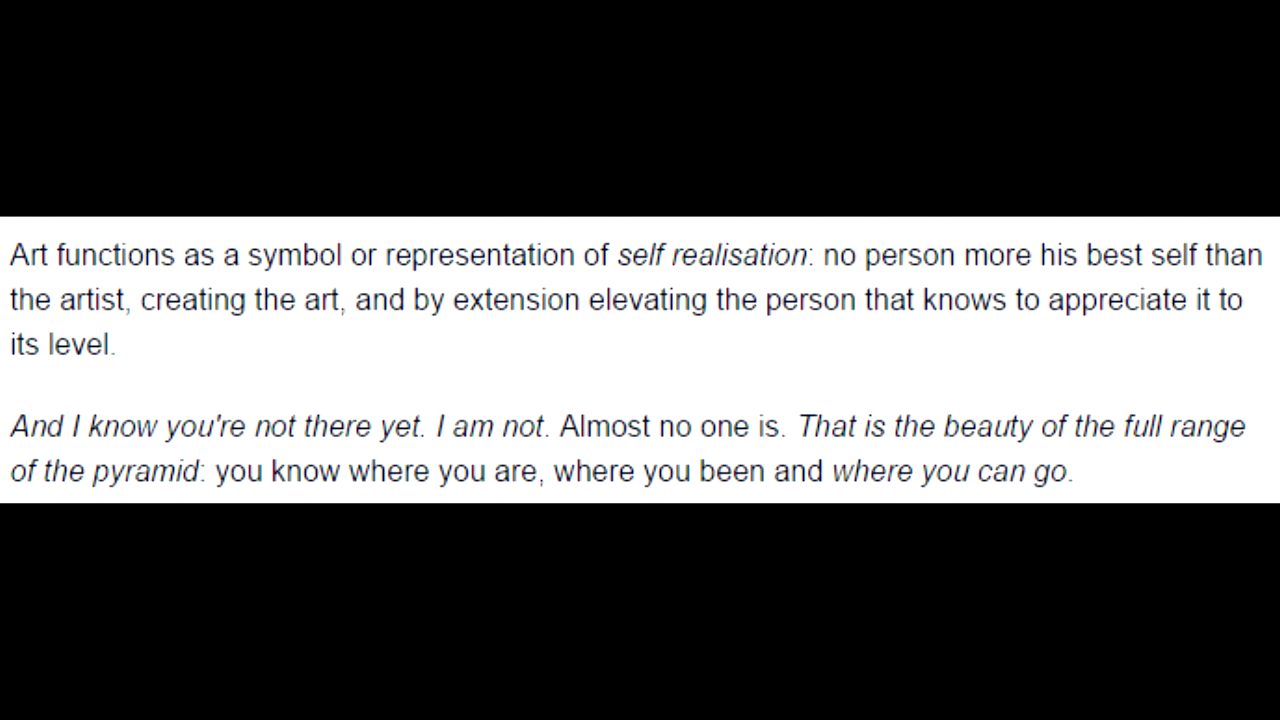 Art functions as a symbol or representation of self realisation: no person more his best self than
the artist, creating the art, and by extension elevating the person that knows to appreciate it to
its level.
And I know you're not there yet. I am not. Almost no one is. That is the beauty of the full range
of the pyramid: you know where you are, where you been and where you can go.